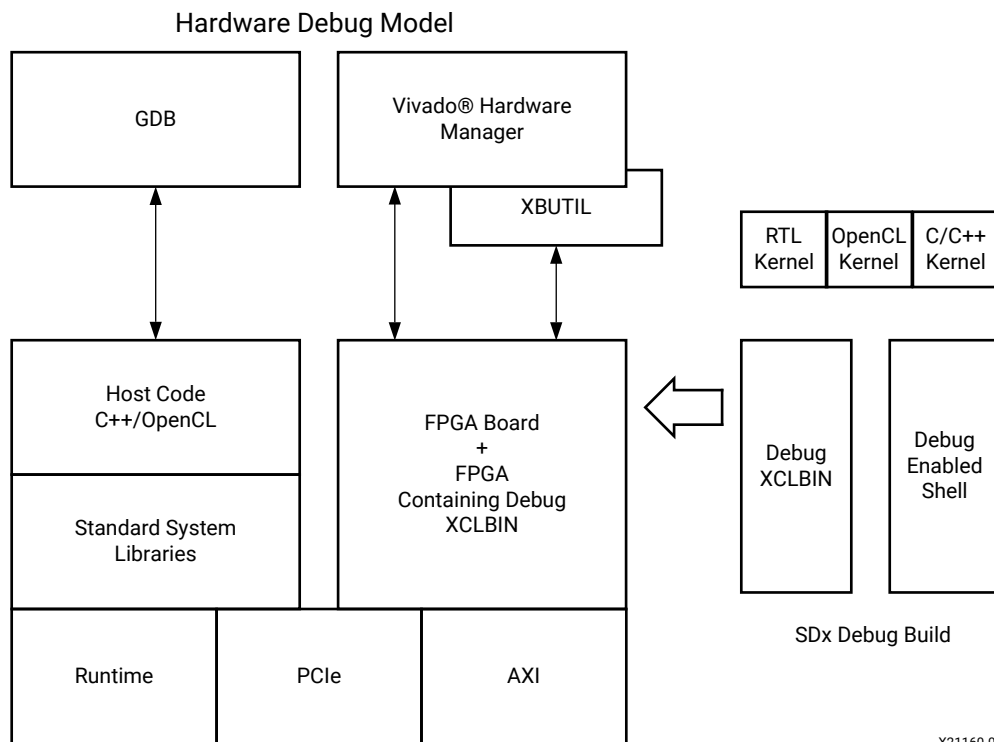 Hardware Debug Model
GDB
Vivado® Hardware
Manager
XBUTIL
RTL
Kernel
OpenCL
Kernel
C/C++
Kernel
Host Code
C++/OpenCL
Standard System
Libraries
FPGA Board
+
FPGA
Containing Debug
XCLBIN
Debug
XCLBIN
Debug
Enabled
Shell
SDx Debug Build
Runtime
PCIe
AXI